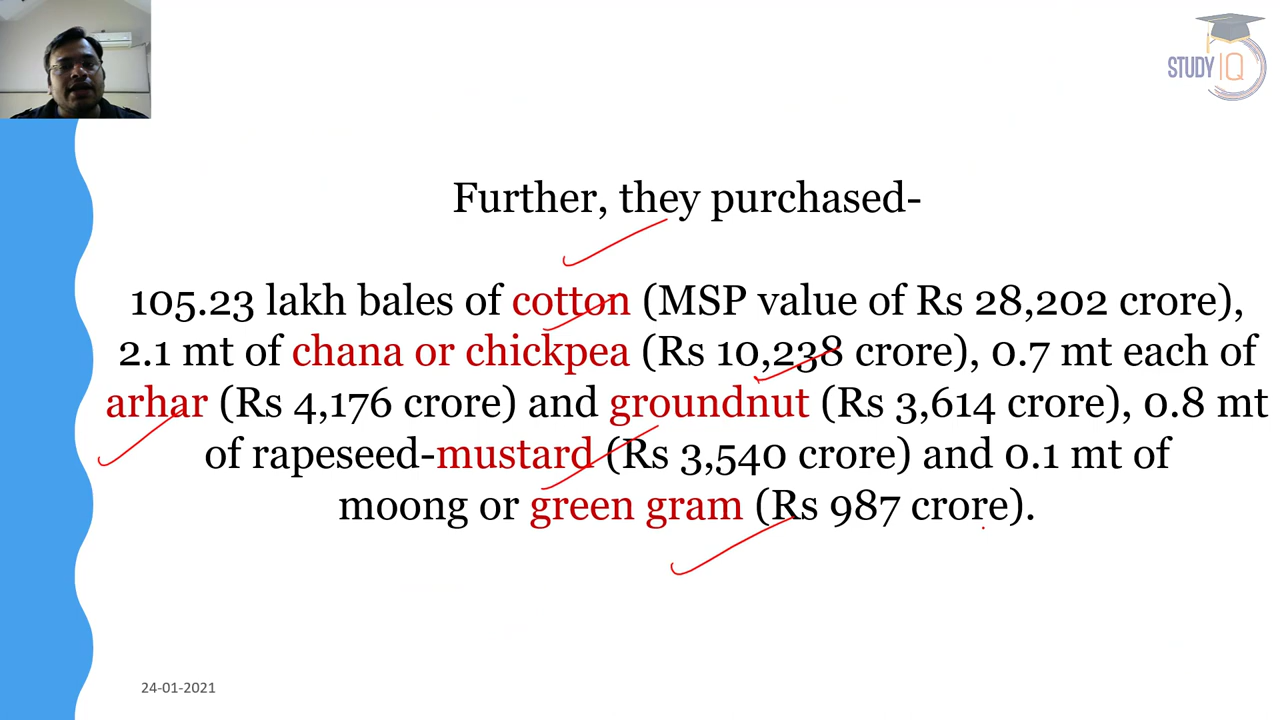 STUDY IQ
Further, they purchased-
105.23 lakh bales of cotton (MSP value of Rs 28,202 crore),
2.1 mt of chana or chickpea (Rs 10,238 crore), 0.7 mt each of
arhar (Rs 4,176 crore) and groundnut (Rs 3,614 crore), 0.8 mt
of rapeseed-mustard (Rs 3,540 crore) and 0.1 mt of
moong or green gram (Rs 987 crore).
24-01-2021